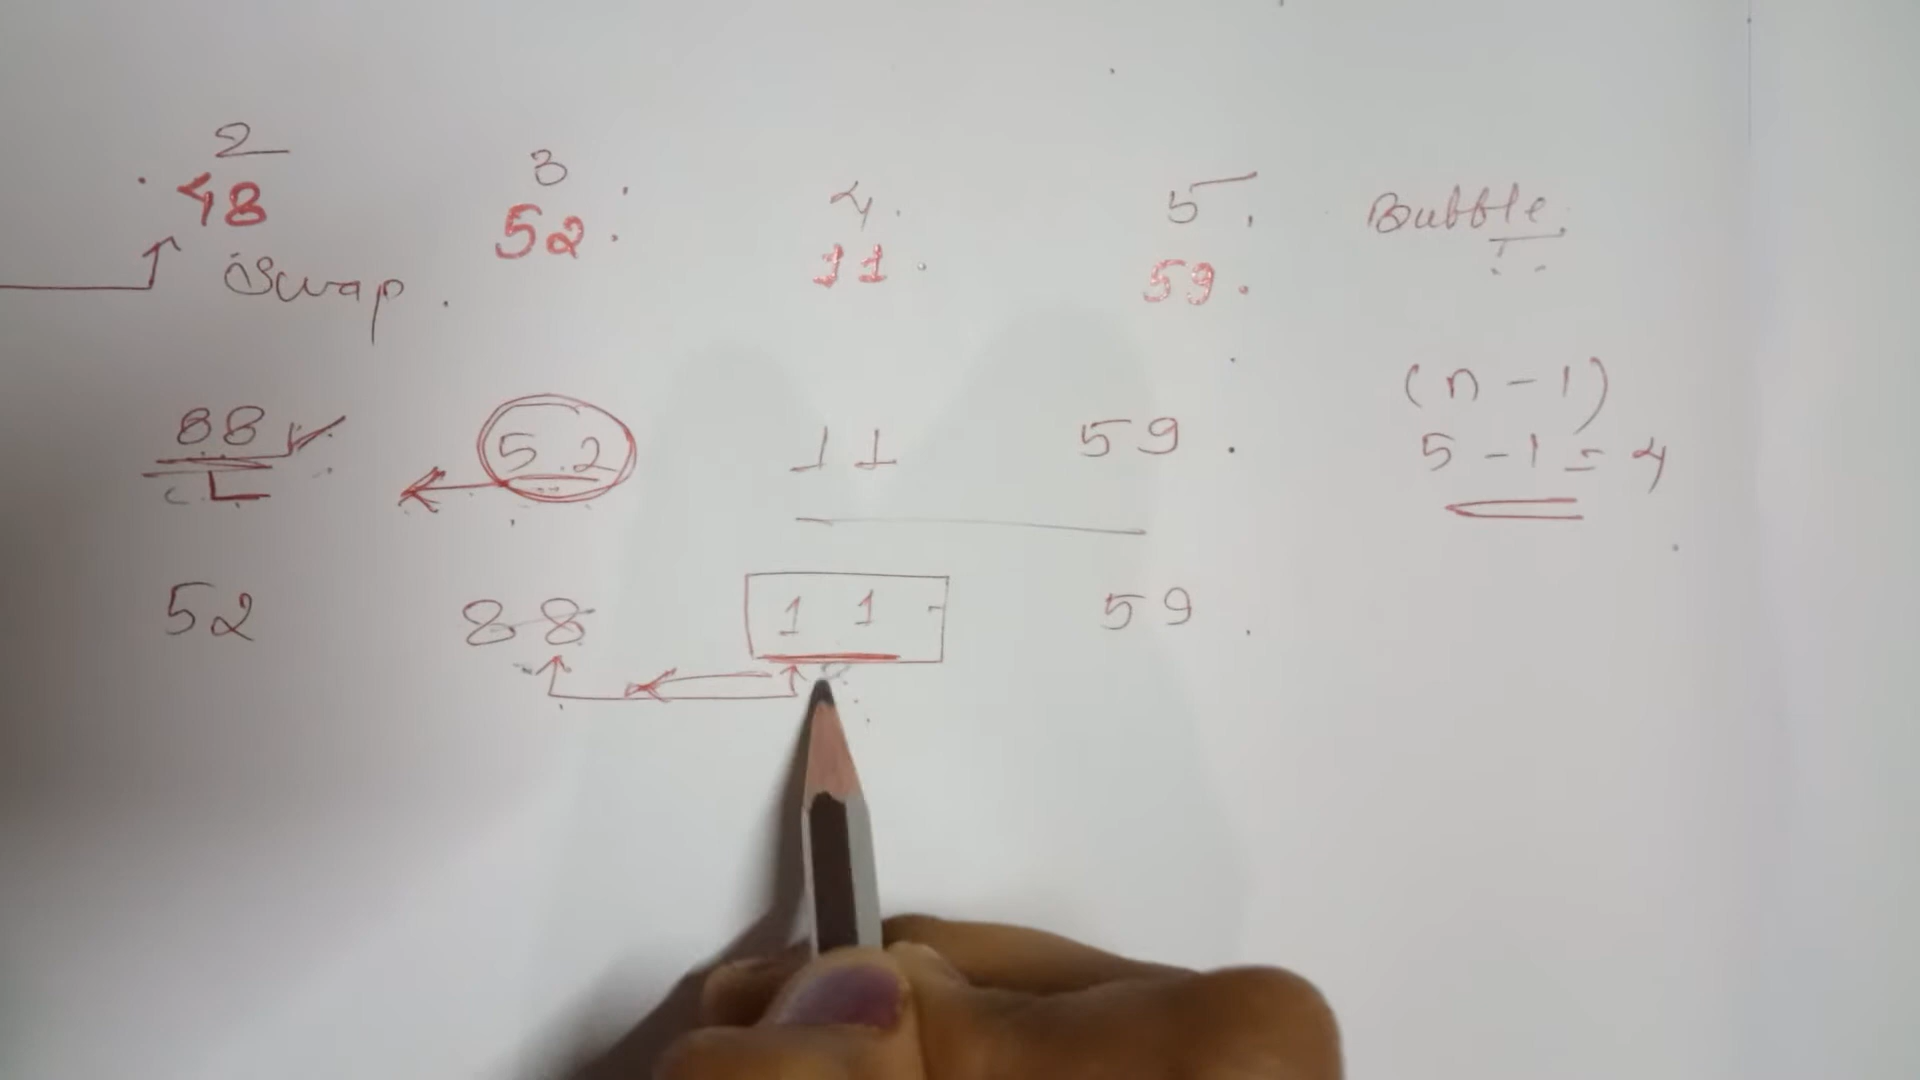 2 3 4. 5.
48 52 11 59. Bubble
Swap.
(n-1)
88 52 11 59. 5-1=4
52 88 11 59.